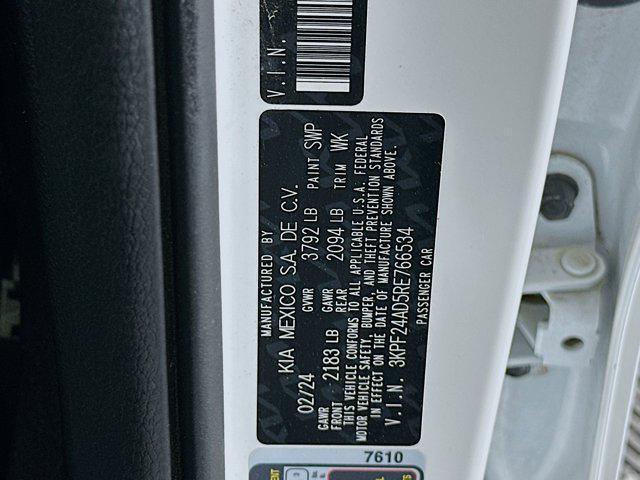 V.I.N.
MANUFACTURED BY
KIA MEXICO S.A. DE C.V.
02/24 GVWR 3792 LB PAINT SWP
GAWR FRONT 2183 LB GAWR REAR 2094 LB TRIM WK
THIS VEHICLE CONFORMS TO ALL APPLICABLE U.S.A. FEDERAL
MOTOR VEHICLE SAFETY, BUMPER, AND THEFT PREVENTION STANDARDS
IN EFFECT ON THE DATE OF MANUFACTURE SHOWN ABOVE.
V.I.N. 3KPF24AD5RE766534
PASSENGER CAR
7610